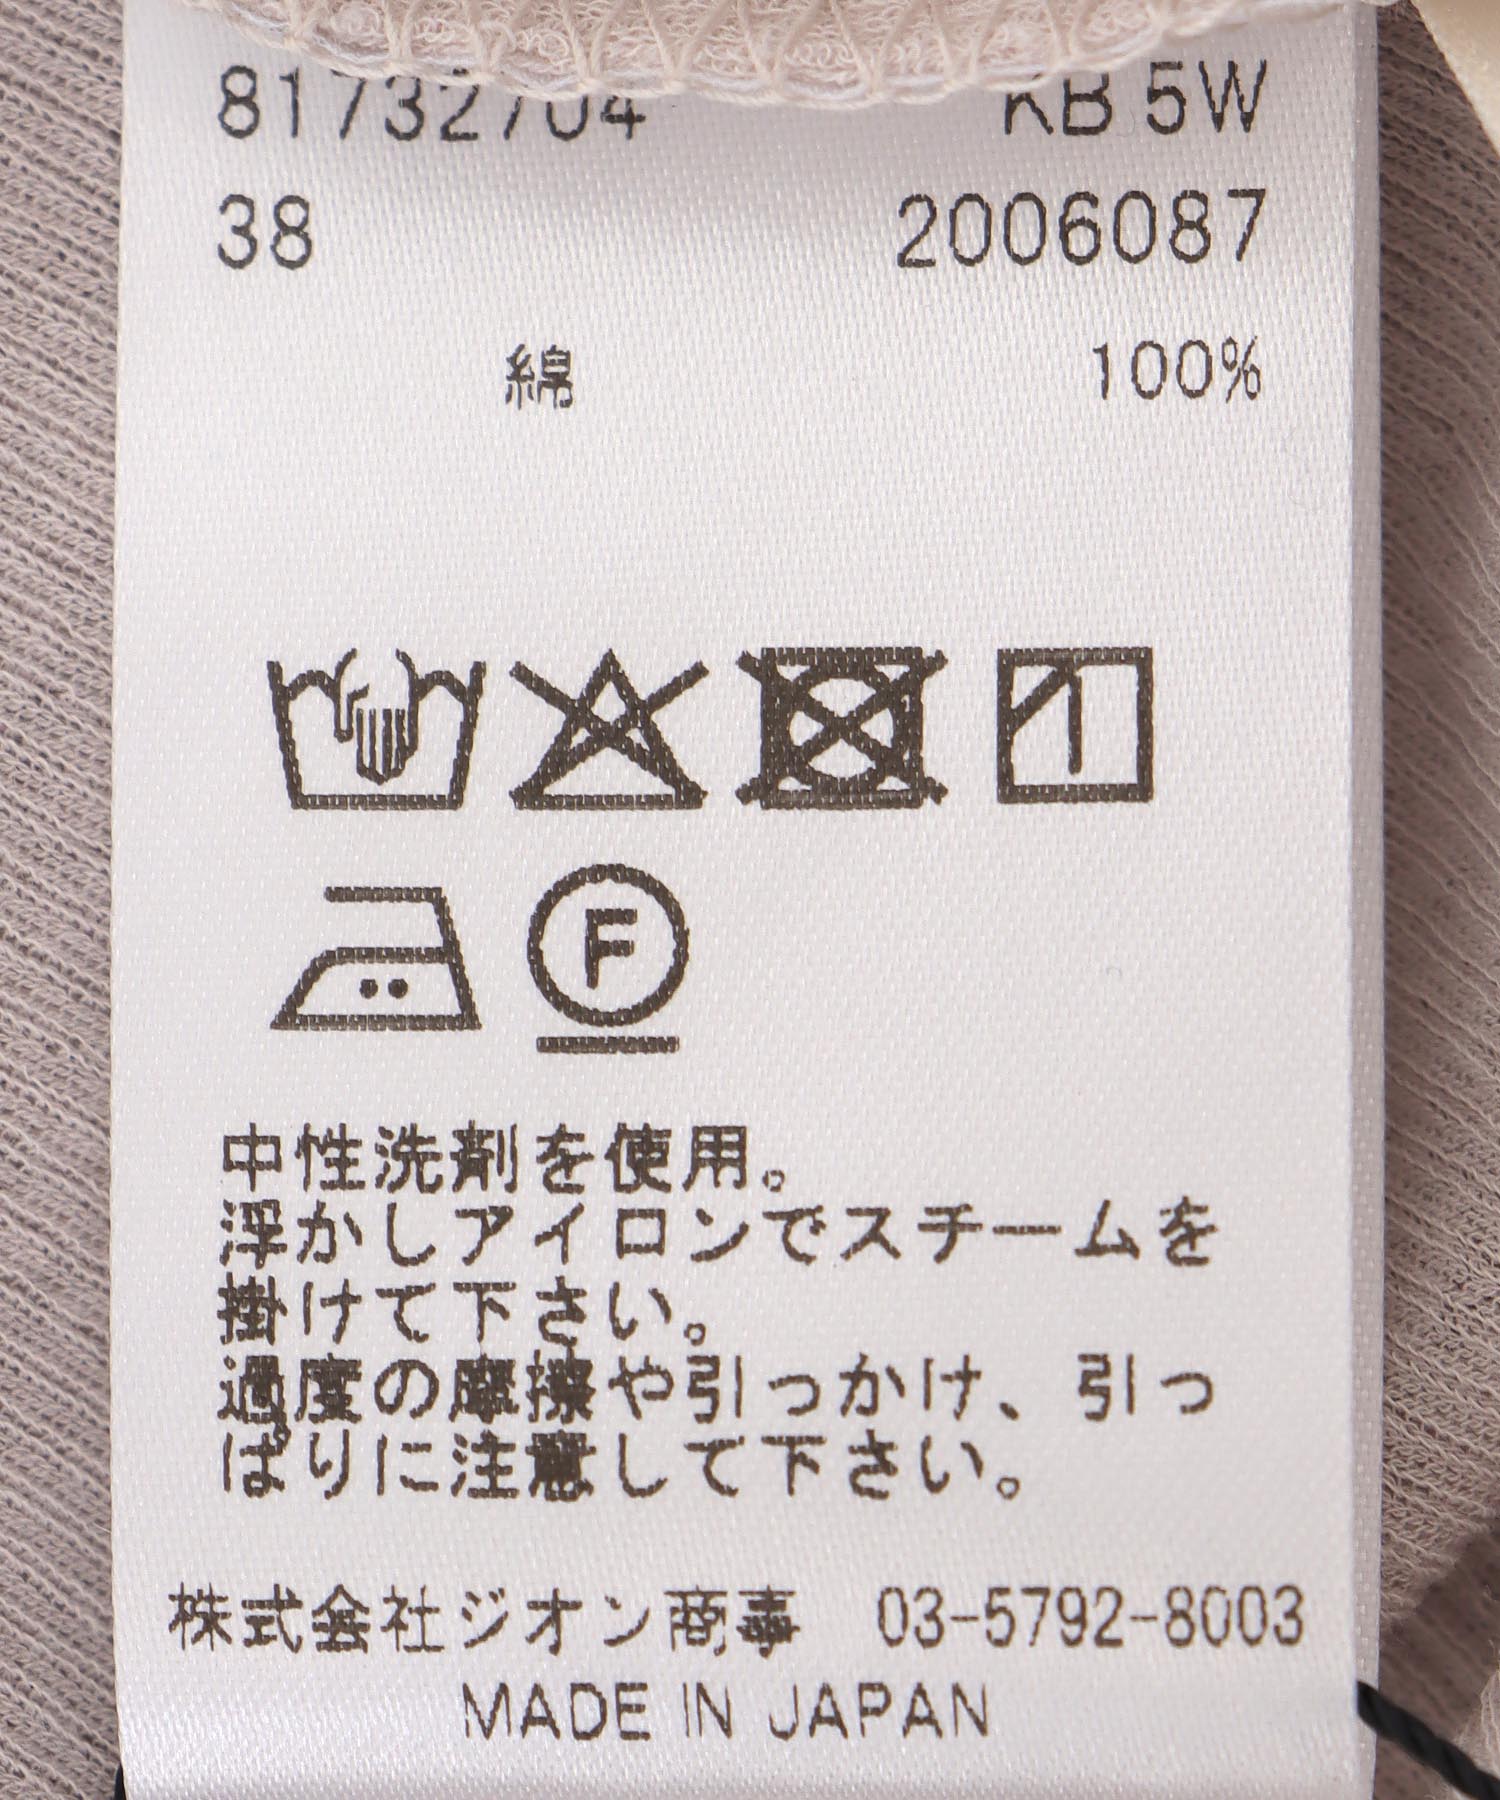 81732704 KB 5W
38 2006087
綿 100%
F
中性洗剤を使用。
浮かしアイロンでスチームを
掛けて下さい。
過度の摩擦や引っかけ、引っ
ぱりに注意して下さい。
株式会社ジオン商事 03-5792-8003
MADE IN JAPAN